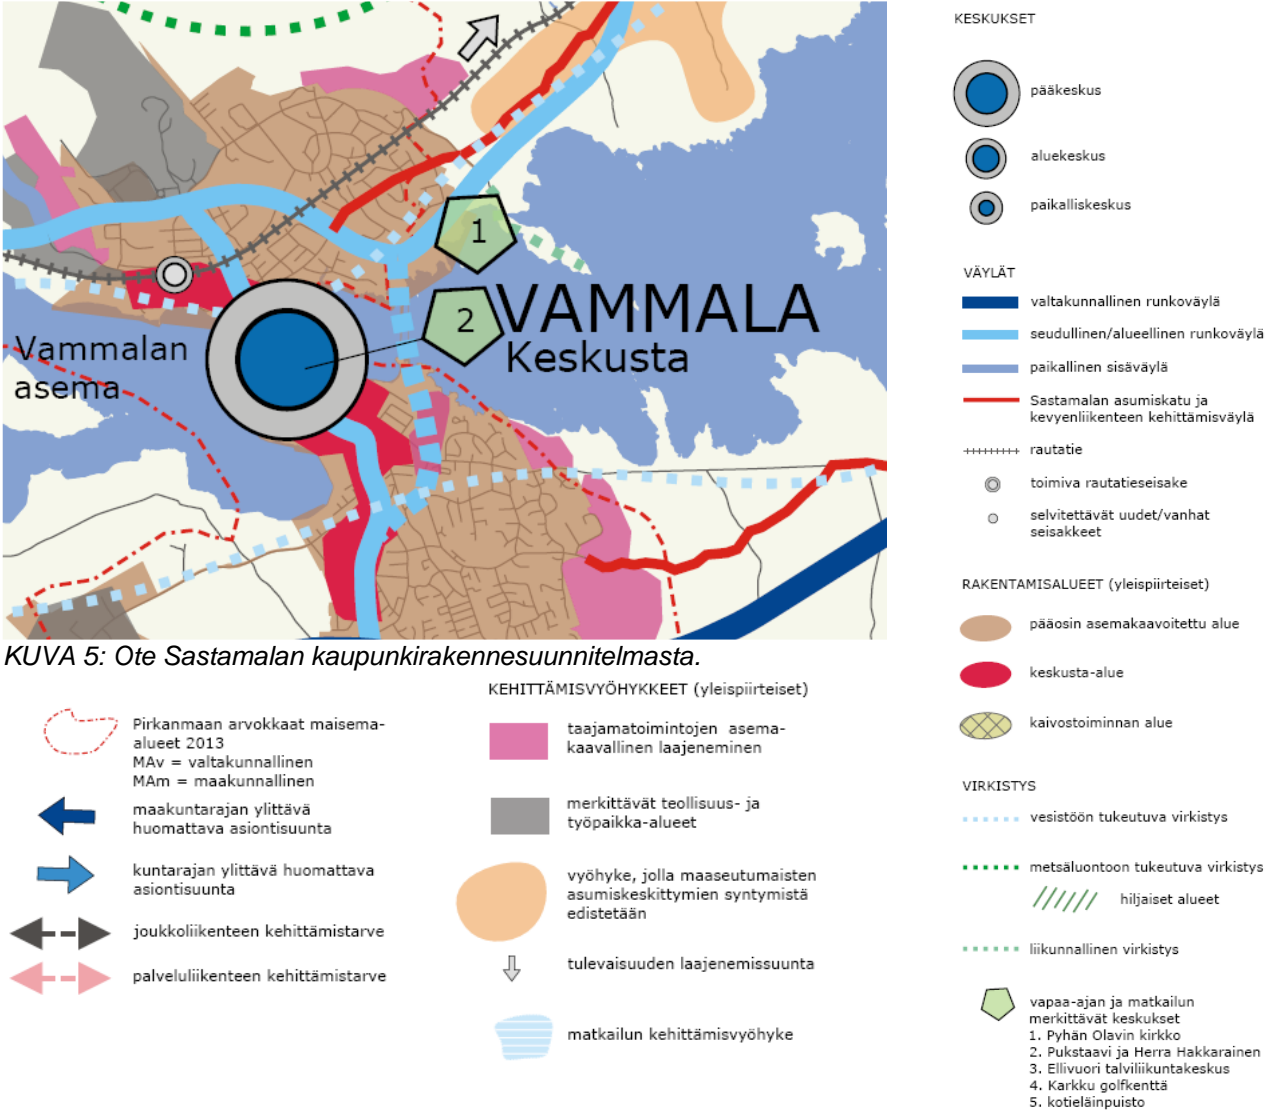 1
2
VAMMALA
Keskusta
Vammalan
asema
KUVA 5: Ote Sastamalan kaupunkirakennesuunnitelmasta.
Pirkanmaan arvokkaat maisema-
alueet 2013
MAv = valtakunnallinen
MAm = maakunnallinen
maakuntarajan ylittävä
huomattava asiontisuunta
kuntarajan ylittävä huomattava
asiontisuunta
joukkoliikenteen kehittämistarve
palveluliikenteen kehittämistarve
KEHITTÄMISVYÖHYKKEET (yleispiirteiset)
taajamatoimintojen asema-
kaavallinen laajeneminen
merkittävät teollisuus- ja
työpaikka-alueet
vyöhyke, jolla maaseutumaisten
asumiskeskittymien syntymistä
edistetään
tulevaisuuden laajenemissuunta
matkailun kehittämisvyöhyke
KESKUKSET
pääkeskus
aluekeskus
paikalliskeskus
VÄYLÄT
valtakunnallinen runkoväylä
seudullinen/alueellinen runkoväylä
paikallinen sisäväylä
Sastamalan asumiskatu ja
kevyenliikenteen kehittämisväylä
rautatie
toimiva rautatieseisake
selvitettävät uudet/vanhat
seisakkeet
RAKENTAMISALUEET (yleispiirteiset)
pääosin asemakaavoitettu alue
keskusta-alue
kaivostoiminnan alue
VIRKISTYS
vesistöön tukeutuva virkistys
metsäluontoon tukeutuva virkistys
hiljaiset alueet
liikunnallinen virkistys
vapaa-ajan ja matkailun
merkittävät keskukset
1. Pyhän Olavin kirkko
2. Pukstaavi ja Herra Hakkarainen
3. Ellivuori talviliikuntakeskus
4. Karkku golfkenttä
5. kotieläinpuisto